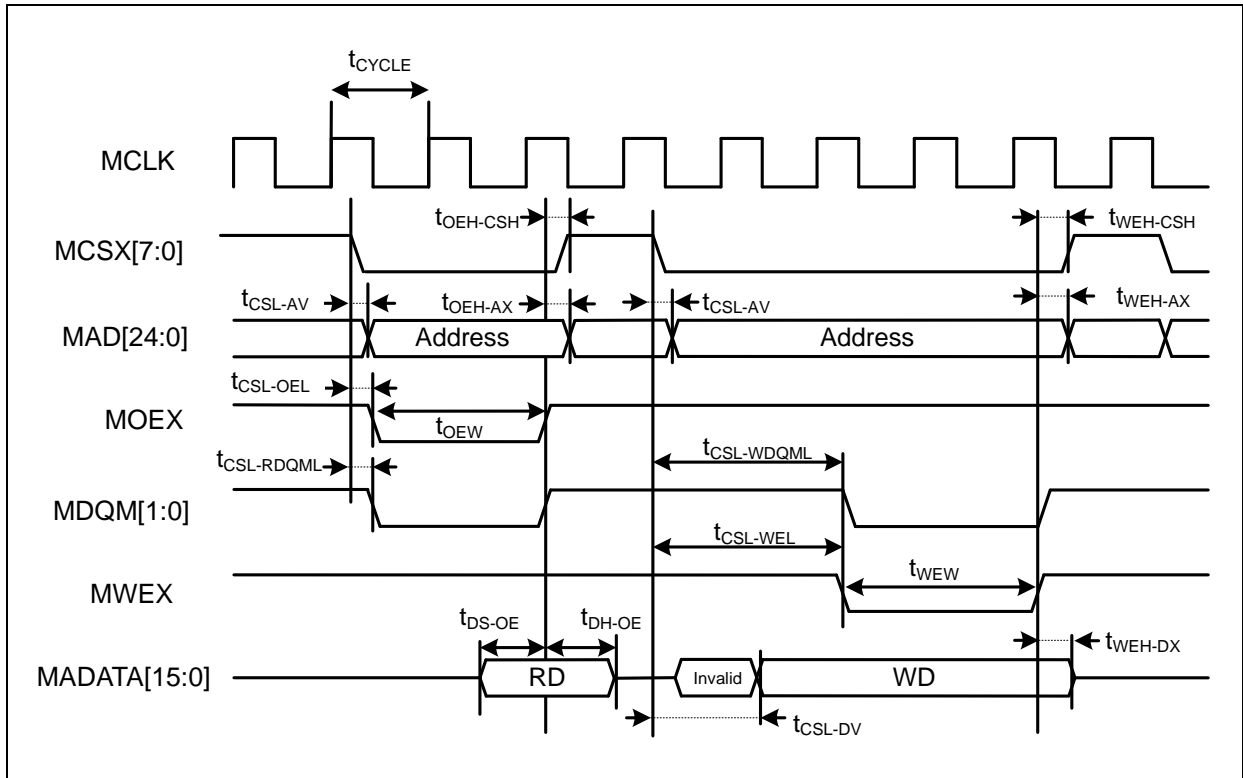 tCYCLE
MCLK
tOEH-CSH
tWEH-CSH
MCSX[7:0]
tCSL-AV
tOEH-AX
tCSL-AV
tWEH-AX
MAD[24:0]
Address
Address
tCSL-OEL
MOEX
tOEW
tCSL-WDQML
tCSL-RDQML
MDQM[1:0]
tCSL-WEL
tWEW
MWEX
tDS-OE
tDH-OE
tWEH-DX
MADATA[15:0]
RD
Invalid
WD
tCSL-DV